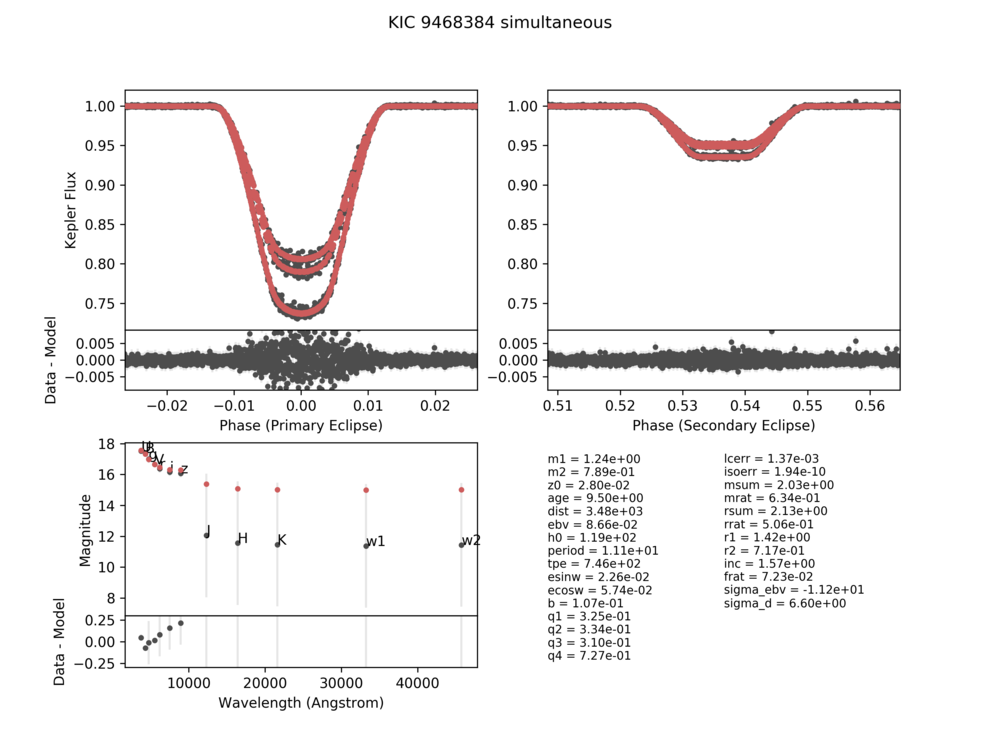 KIC 9468384 simultaneous
1.00
0.95
0.90
0.85
0.80
0.75
Kepler Flux
1.00
0.95
0.90
0.85
0.80
0.75
0.005
0.000
−0.005
Data - Model
0.005
0.000
−0.005
−0.02 −0.01 0.00 0.01 0.02
Phase (Primary Eclipse)
0.51 0.52 0.53 0.54 0.55 0.56
Phase (Secondary Eclipse)
18
16
14
12
10
8
Magnitude
z
J
H
K
w1
w2
0.25
0.00
−0.25
Data - Model
10000 20000 30000 40000
Wavelength (Angstrom)
m1 = 1.24e+00
m2 = 7.89e-01
z0 = 2.80e-02
age = 9.50e+00
dist = 3.48e+03
ebv = 8.66e-02
h0 = 1.19e+02
period = 1.11e+01
tpe = 7.46e+02
esinw = 2.26e-02
ecosw = 5.74e-02
b = 1.07e-01
q1 = 3.25e-01
q2 = 3.34e-01
q3 = 3.10e-01
q4 = 7.27e-01
lcerr = 1.37e-03
isoerr = 1.94e-10
msum = 2.03e+00
mrat = 6.34e-01
rsum = 2.13e+00
rrat = 5.06e-01
r1 = 1.42e+00
r2 = 7.17e-01
inc = 1.57e+00
frat = 7.23e-02
sigma_ebv = -1.12e+01
sigma_d = 6.60e+00